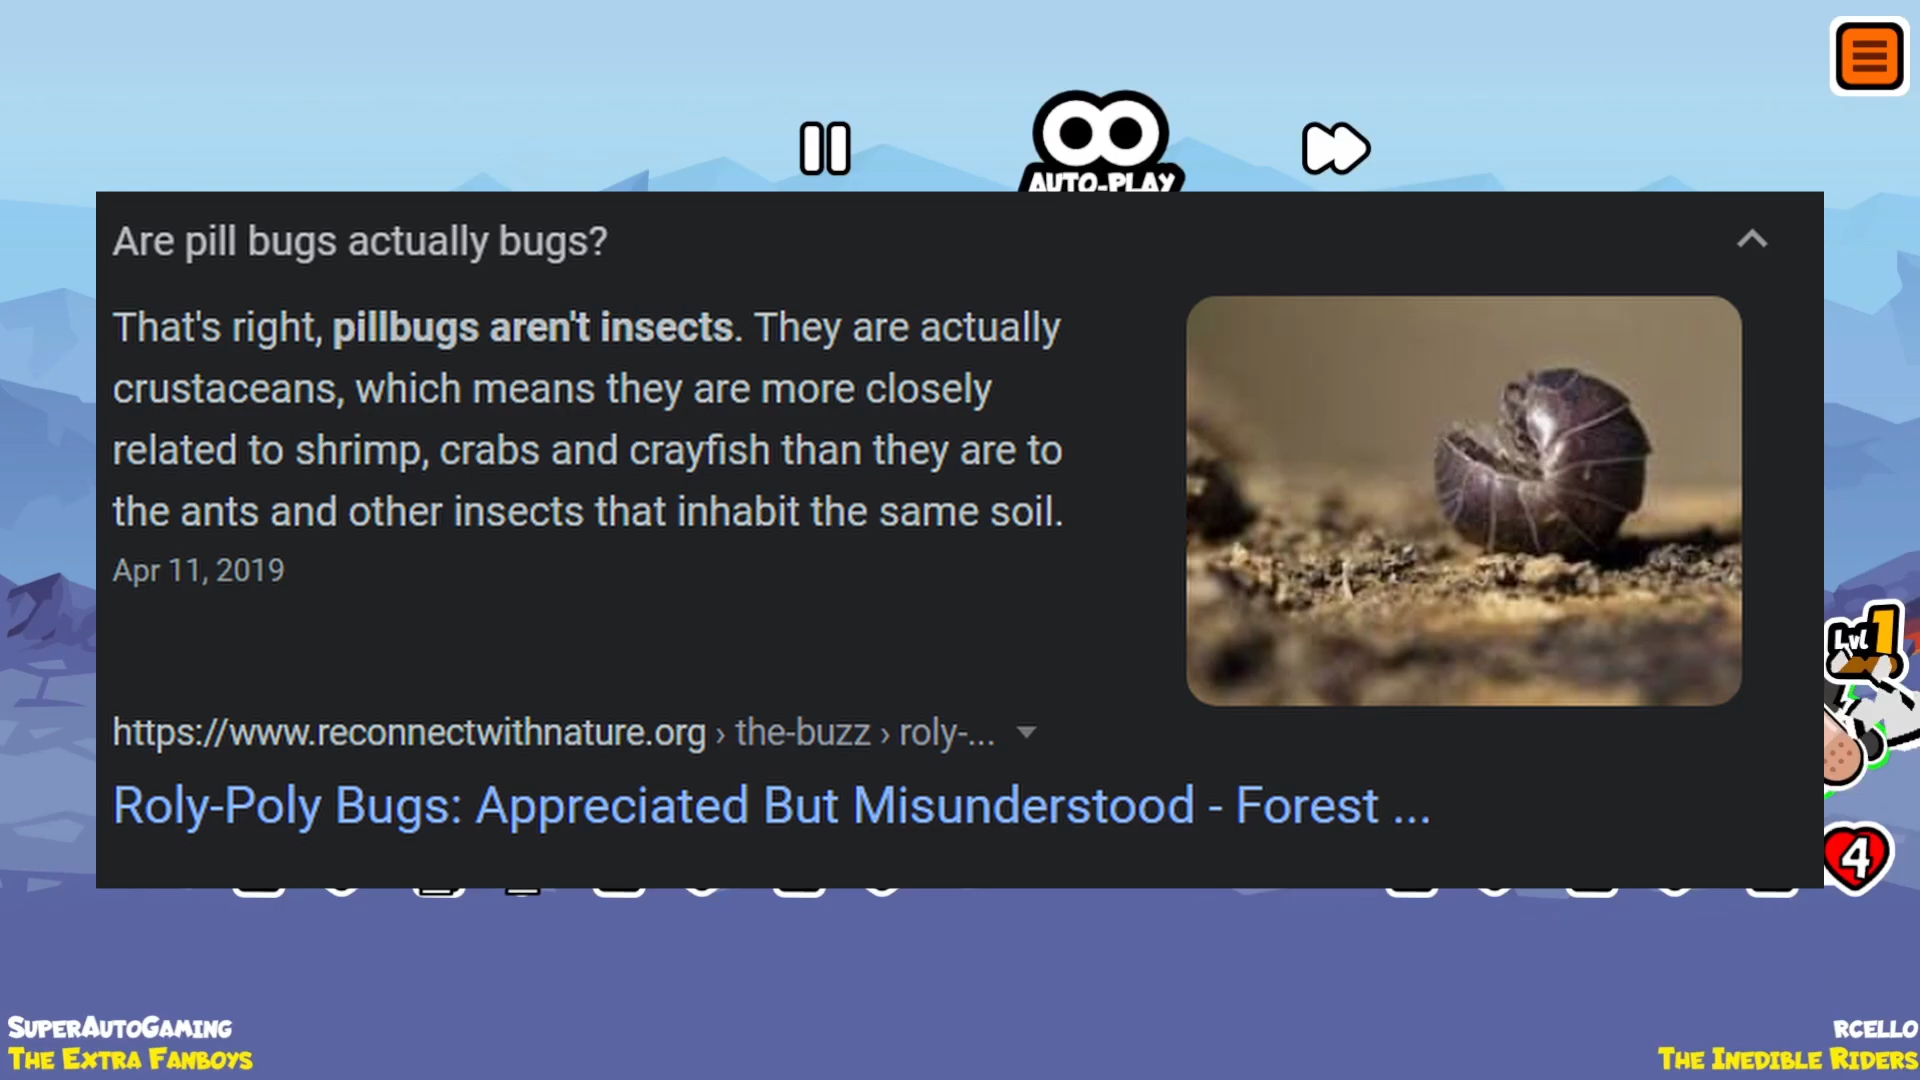 AUTO-PLAY
Are pill bugs actually bugs?
That's right, pillbugs aren't insects. They are actually
crustaceans, which means they are more closely
related to shrimp, crabs and crayfish than they are to
the ants and other insects that inhabit the same soil.
Apr 11, 2019
https://www.reconnectwithnature.org › the-buzz › roly-...
Roly-Poly Bugs: Appreciated But Misunderstood - Forest ...
Lvl 1
4
SUPERAUTOGAMING
THE EXTRA FANBOYS
RCELLO
THE INEDIBLE RIDERS